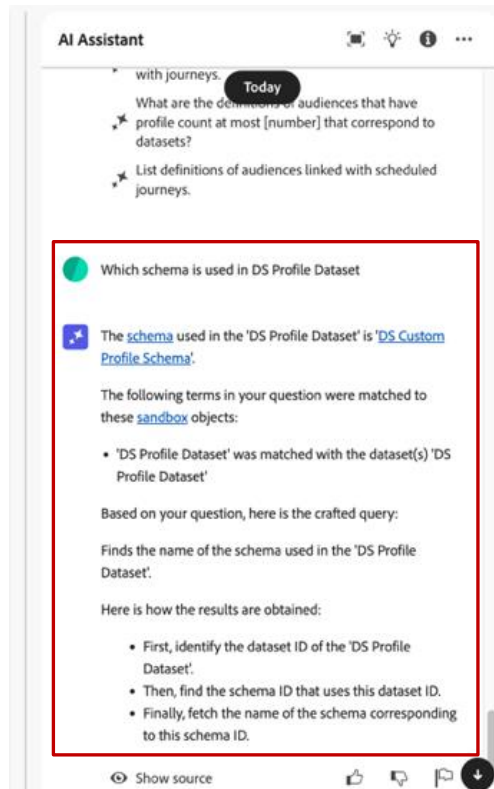 AI Assistant
with journeys.
Today
What are the definitions of audiences that have
profile count at most [number] that correspond to
datasets?
List definitions of audiences linked with scheduled
journeys.
Which schema is used in DS Profile Dataset
The schema used in the 'DS Profile Dataset' is 'DS Custom
Profile Schema'.
The following terms in your question were matched to
these sandbox objects:
• 'DS Profile Dataset' was matched with the dataset(s) 'DS
Profile Dataset'
Based on your question, here is the crafted query:
Finds the name of the schema used in the 'DS Profile
Dataset'.
Here is how the results are obtained:
• First, identify the dataset ID of the 'DS Profile
Dataset'.
• Then, find the schema ID that uses this dataset ID.
• Finally, fetch the name of the schema corresponding
to this schema ID.
Show source